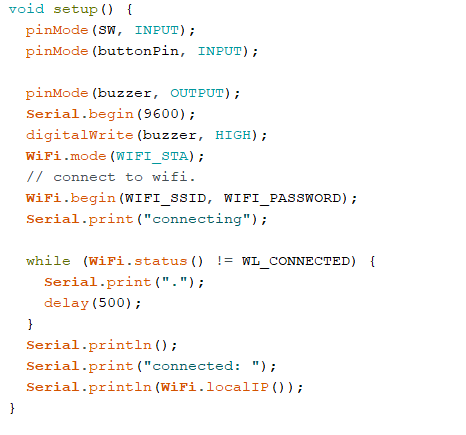 void setup() {
  pinMode(SW, INPUT);
  pinMode(buttonPin, INPUT);

  pinMode(buzzer, OUTPUT);
  Serial.begin(9600);
  digitalWrite(buzzer, HIGH);
  WiFi.mode(WIFI_STA);
  // connect to wifi.
  WiFi.begin(WIFI_SSID, WIFI_PASSWORD);
  Serial.print("connecting");

  while (WiFi.status() != WL_CONNECTED) {
    Serial.print(".");
    delay(500);
  }
  Serial.println();
  Serial.print("connected: ");
  Serial.println(WiFi.localIP());
}